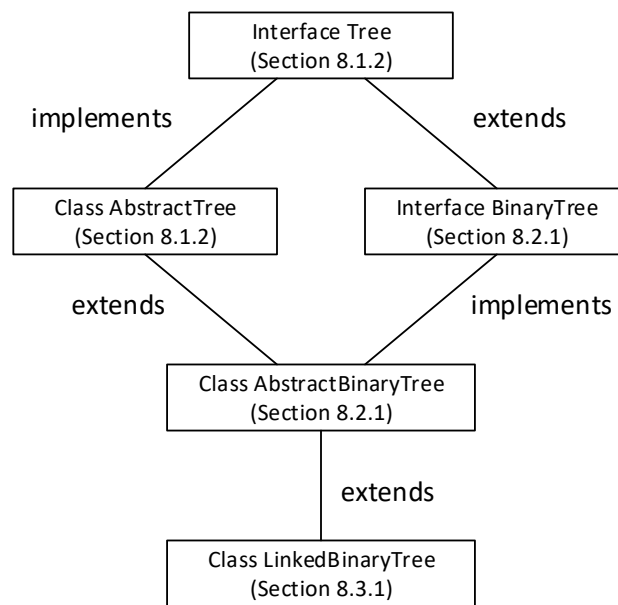 Interface Tree
(Section 8.1.2)
implements
extends
Class AbstractTree
(Section 8.1.2)
Interface BinaryTree
(Section 8.2.1)
extends
implements
Class AbstractBinaryTree
(Section 8.2.1)
extends
Class LinkedBinaryTree
(Section 8.3.1)